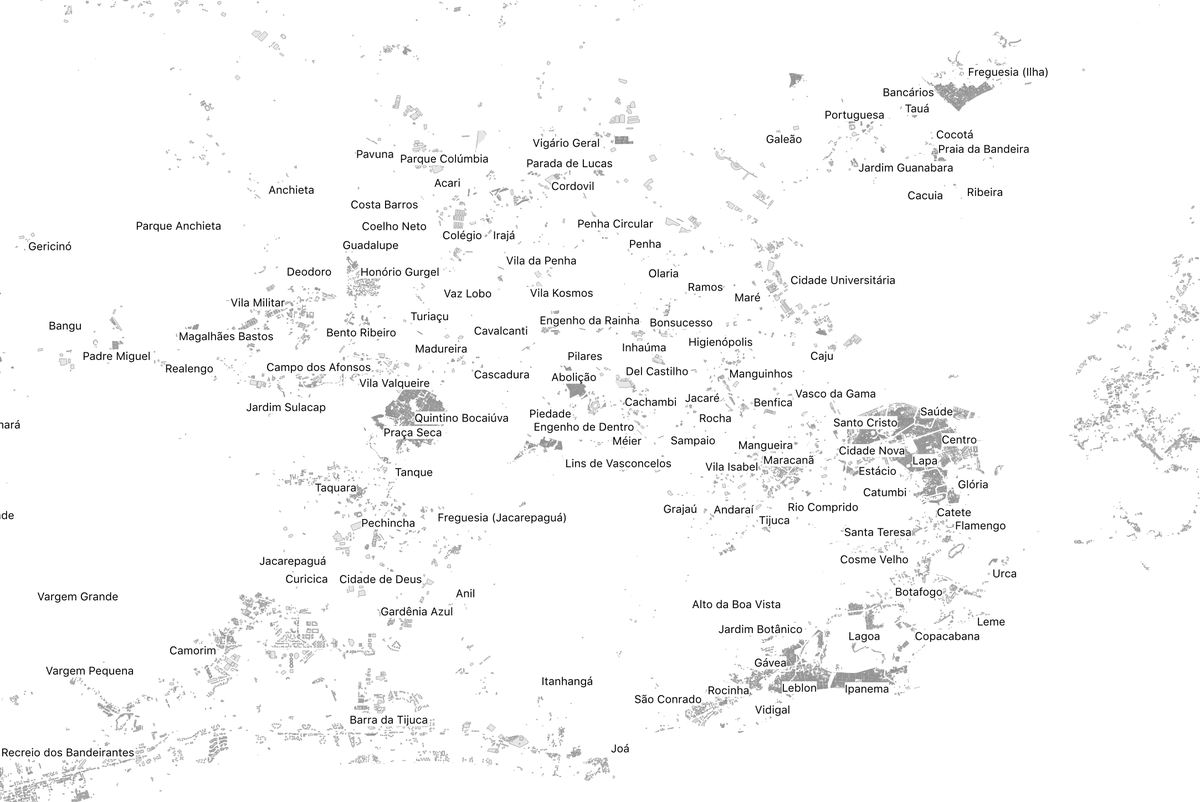 Freguesia (Ilha)
Bancários
Tauá
Portuguesa
Cocotá
Galeão
Vigário Geral
Praia da Bandeira
Pavuna
Parque Colúmbia
Parada de Lucas
Jardim Guanabara
Acari
Cordovil
Anchieta
Cacuia
Ribeira
Costa Barros
Parque Anchieta
Coelho Neto
Penha Circular
Colégio
Irajá
Gericinó
Guadalupe
Penha
Vila da Penha
Deodoro
Honório Gurgel
Olaria
Cidade Universitária
Ramos
Vaz Lobo
Vila Kosmos
Maré
Vila Militar
Turiaçu
Engenho da Rainha
Bonsucesso
Bangu
Magalhães Bastos
Bento Ribeiro
Cavalcanti
Higienópolis
Madureira
Inhaúma
Padre Miguel
Pilares
Caju
Realengo
Campo dos Afonsos
Cascadura
Abolição
Del Castilho
Manguinhos
Vila Valqueire
Vasco da Gama
Jardim Sulacap
Cachambi
Jacaré
Benfica
Quintino Bocaiúva
Piedade
Rocha
Saúde
nará
Praça Seca
Engenho de Dentro
Santo Cristo
Méier
Sampaio
Mangueira
Centro
Cidade Nova
Lins de Vasconcelos
Vila Isabel
Maracanã
Lapa
Tanque
Estácio
Taquara
Catumbi
Glória
Grajaú
Andaraí
Rio Comprido
Catete
de
Pechincha
Freguesia (Jacarepaguá)
Tijuca
Flamengo
Santa Teresa
Jacarepaguá
Cosme Velho
Curicica
Cidade de Deus
Urca
Vargem Grande
Anil
Botafogo
Gardênia Azul
Alto da Boa Vista
Leme
Jardim Botânico
Lagoa
Copacabana
Camorim
Vargem Pequena
Gávea
Itanhangá
Rocinha
Leblon
Ipanema
São Conrado
Vidigal
Barra da Tijuca
Joá
Recreio dos Bandeirantes